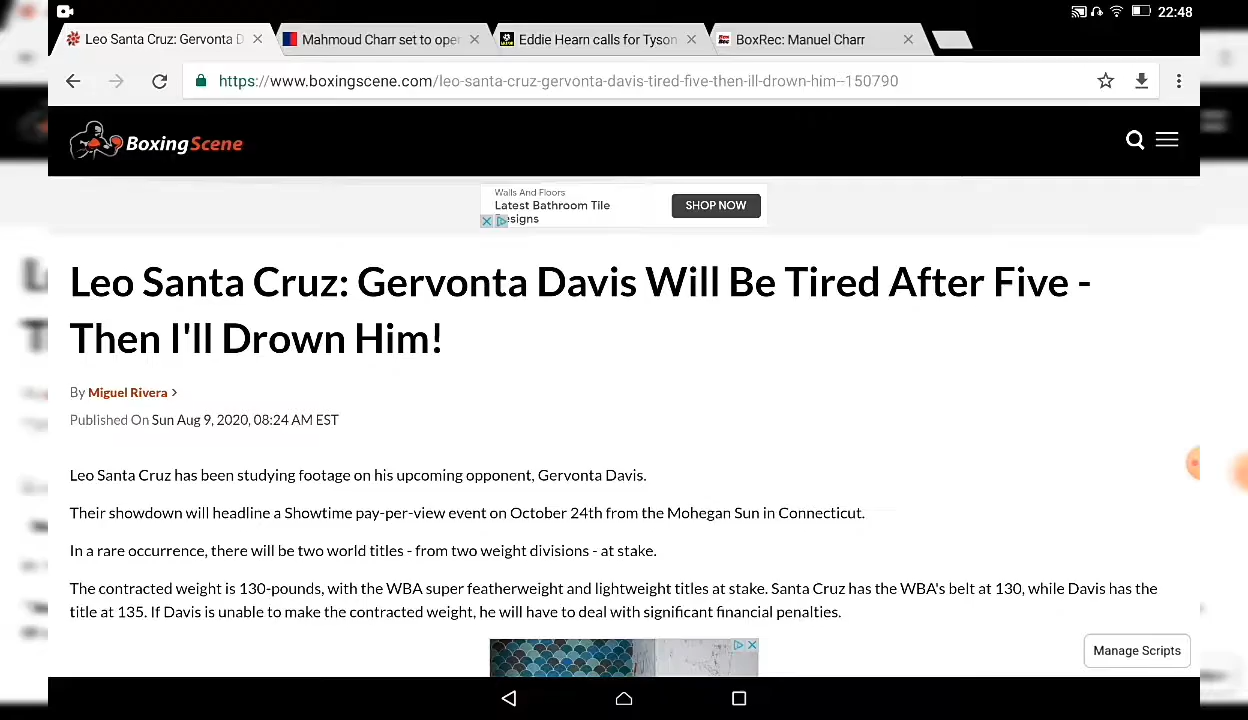 22:48
Leo Santa Cruz: Gervonta D
Mahmoud Charr set to oper
Eddie Hearn calls for Tyson
BoxRec: Manuel Charr
https://www.boxingscene.com/leo-santa-cruz-gervonta-davis-tired-five-then-ill-drown-him--150790
BoxingScene
Walls And Floors
Latest Bathroom Tile
esigns
SHOP NOW
Leo Santa Cruz: Gervonta Davis Will Be Tired After Five -
Then I'll Drown Him!
By Miguel Rivera >
Published On Sun Aug 9, 2020, 08:24 AM EST
Leo Santa Cruz has been studying footage on his upcoming opponent, Gervonta Davis.
Their showdown will headline a Showtime pay-per-view event on October 24th from the Mohegan Sun in Connecticut.
In a rare occurrence, there will be two world titles - from two weight divisions - at stake.
The contracted weight is 130-pounds, with the WBA super featherweight and lightweight titles at stake. Santa Cruz has the WBA's belt at 130, while Davis has the
title at 135. If Davis is unable to make the contracted weight, he will have to deal with significant financial penalties.
Manage Scripts